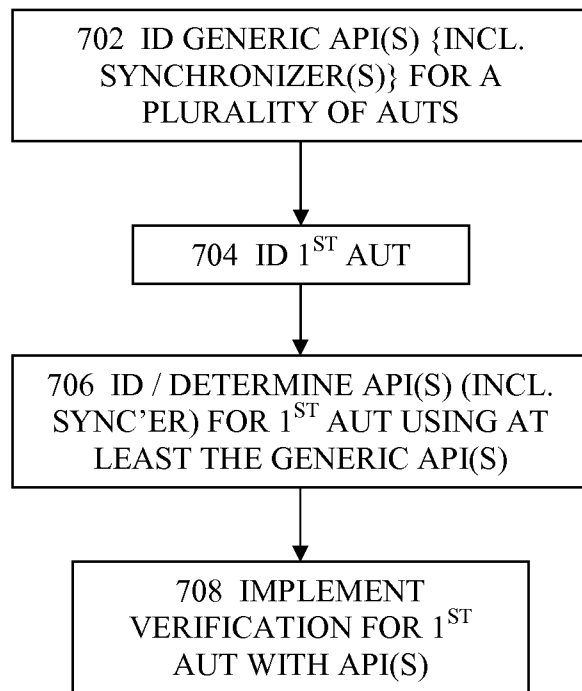 702 ID GENERIC API(S) {INCL.
SYNCHRONIZER(S)} FOR A
PLURALITY OF AUTS
704 ID 1ST AUT
706 ID / DETERMINE API(S) (INCL.
SYNC'ER) FOR 1ST AUT USING AT
LEAST THE GENERIC API(S)
708 IMPLEMENT
VERIFICATION FOR 1ST
AUT WITH API(S)